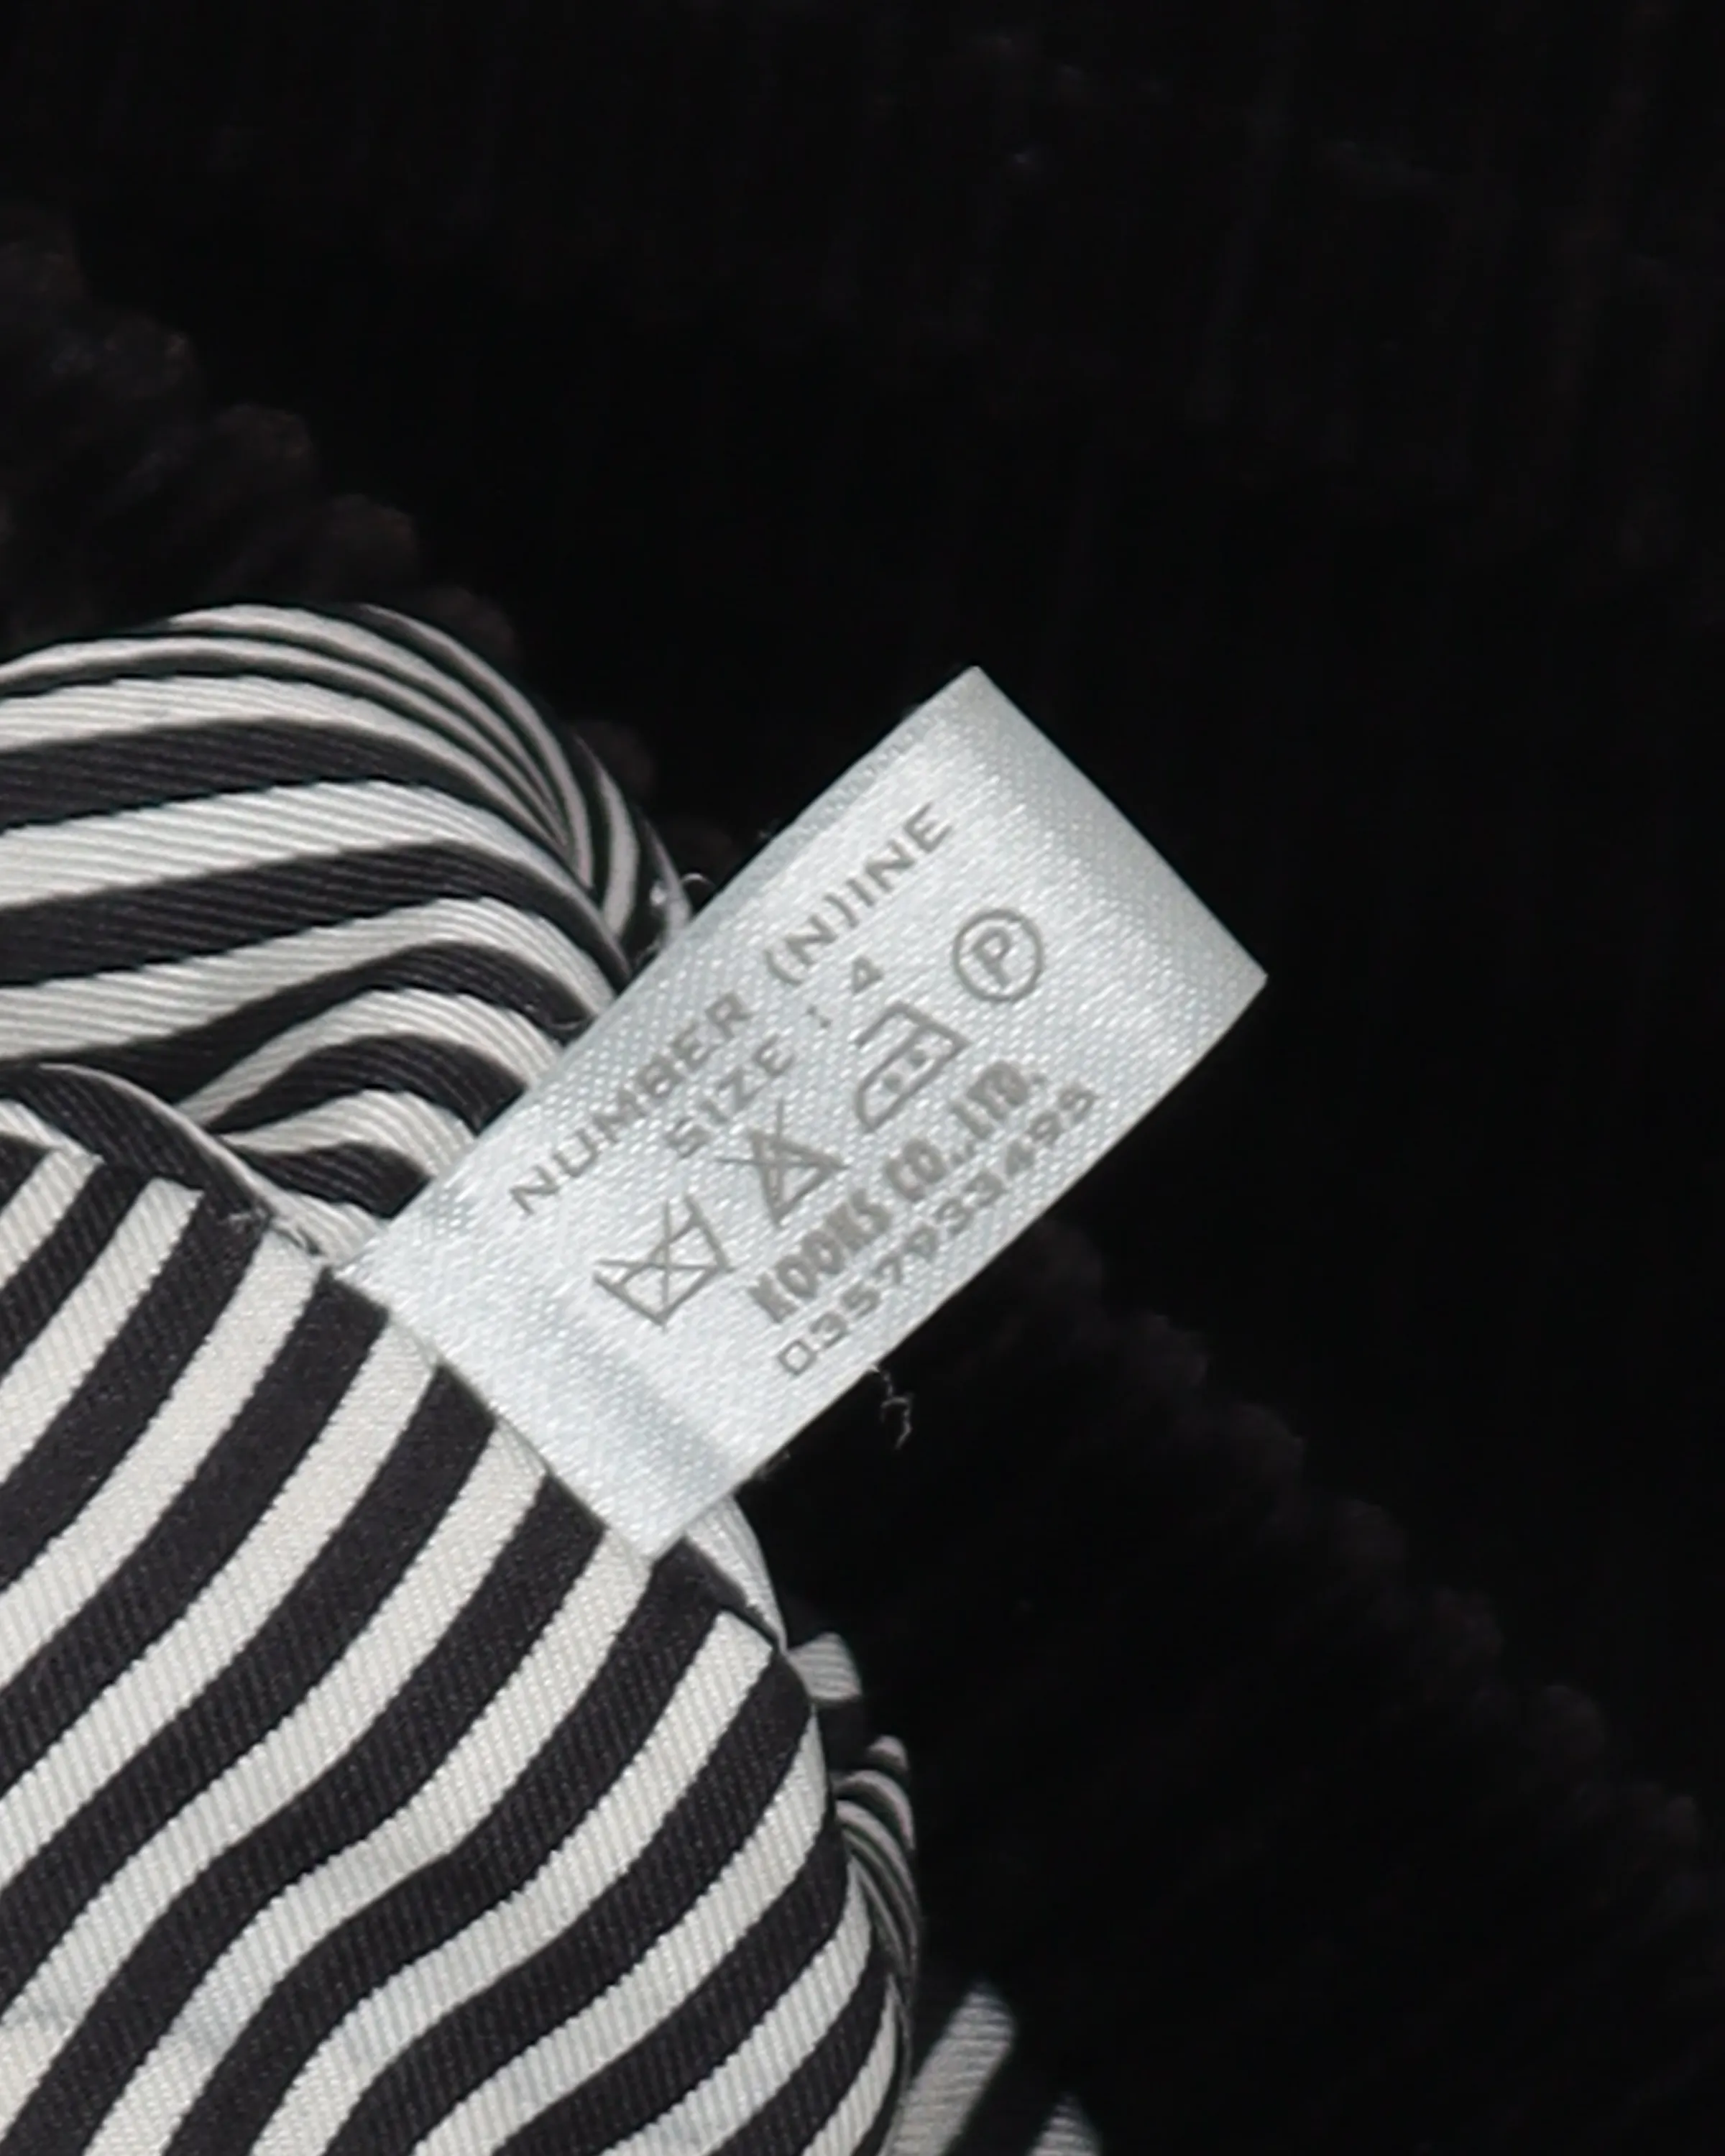 NUMBER (N)INE
SIZE : 4
P
KOOKS CO.,LTD.
0357933495